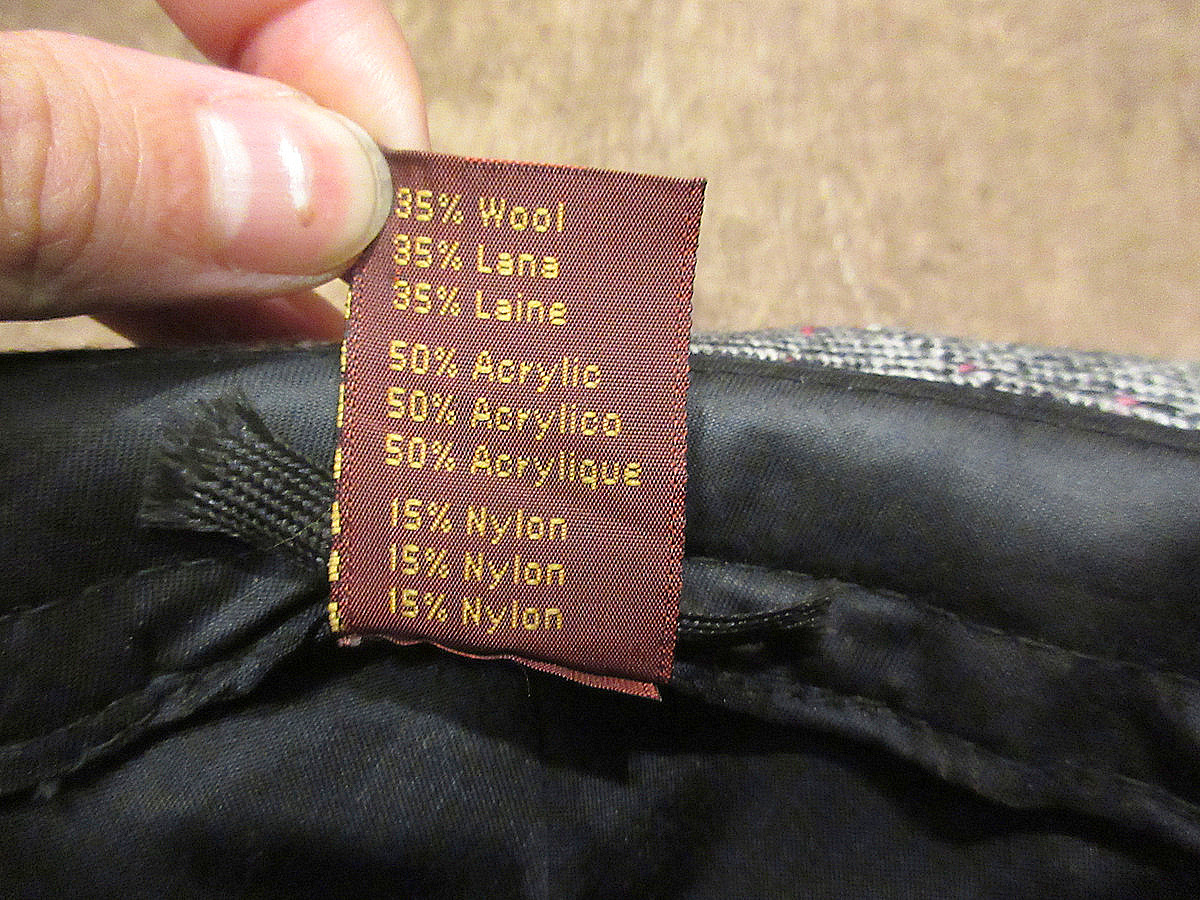 35% Wool
35% Lana
35% Laine
50% Acrylic
50% Acrylico
50% Acrylique
15% Nylon
15% Nylon
15% Nylon